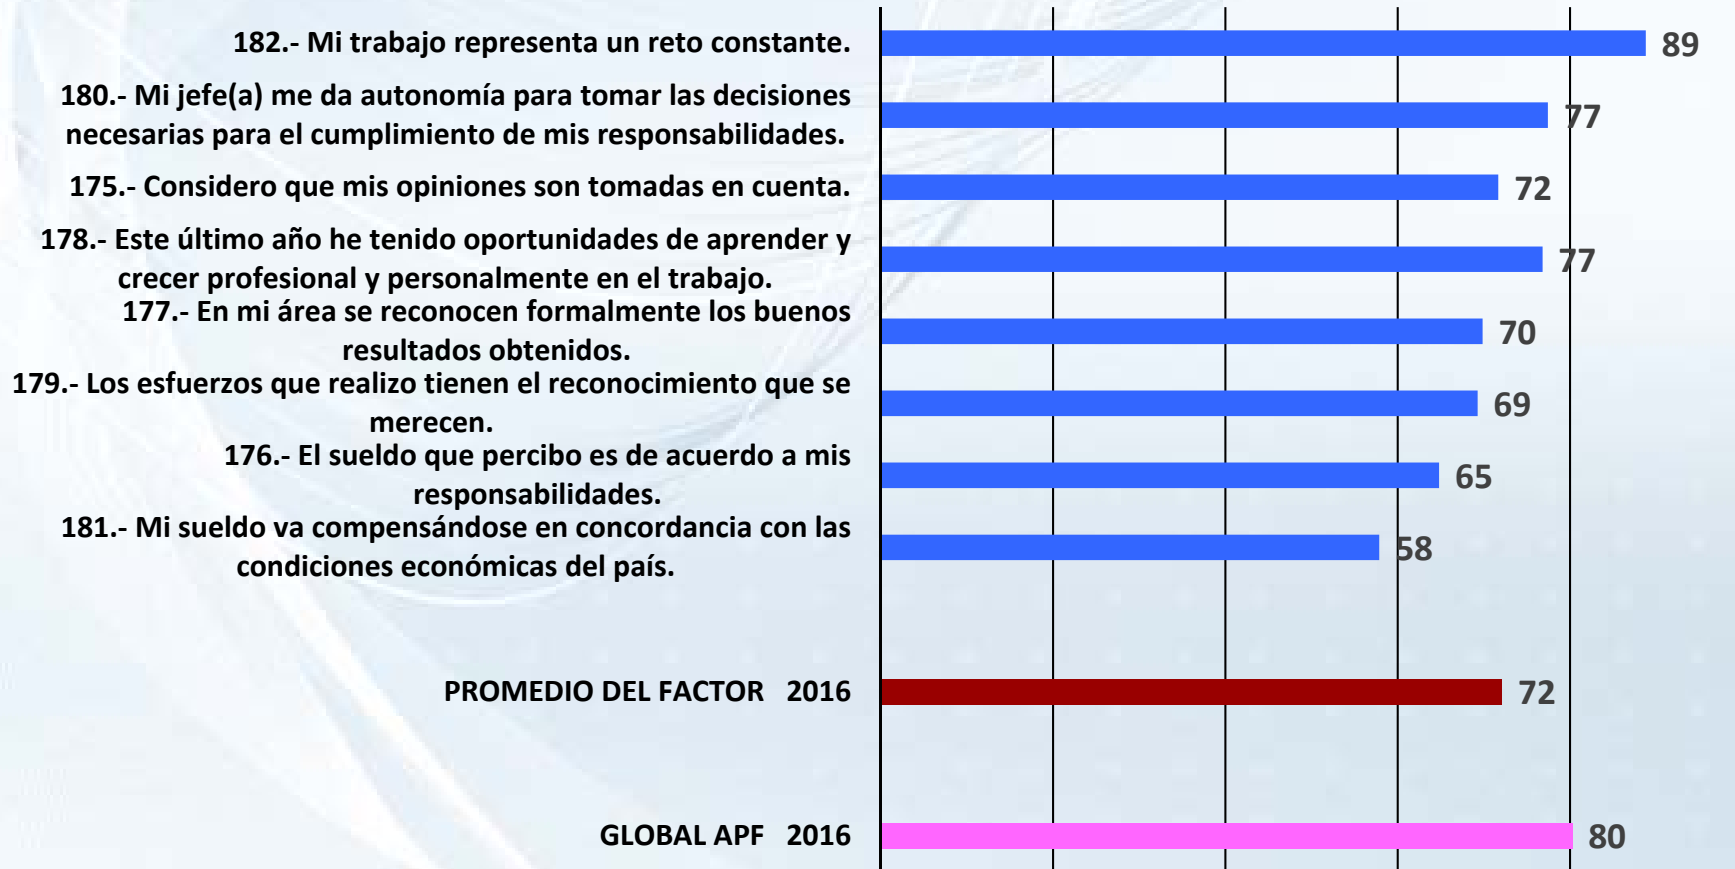 182.- Mi trabajo representa un reto constante.
89
180.- Mi jefe(a) me da autonomía para tomar las decisiones
necesarias para el cumplimiento de mis responsabilidades.
77
175.- Considero que mis opiniones son tomadas en cuenta.
72
178.- Este último año he tenido oportunidades de aprender y
crecer profesional y personalmente en el trabajo.
77
177.- En mi área se reconocen formalmente los buenos
resultados obtenidos.
70
179.- Los esfuerzos que realizo tienen el reconocimiento que se
merecen.
69
176.- El sueldo que percibo es de acuerdo a mis
responsabilidades.
65
181.- Mi sueldo va compensándose en concordancia con las
condiciones económicas del país.
58
PROMEDIO DEL FACTOR 2016
72
GLOBAL APF 2016
80